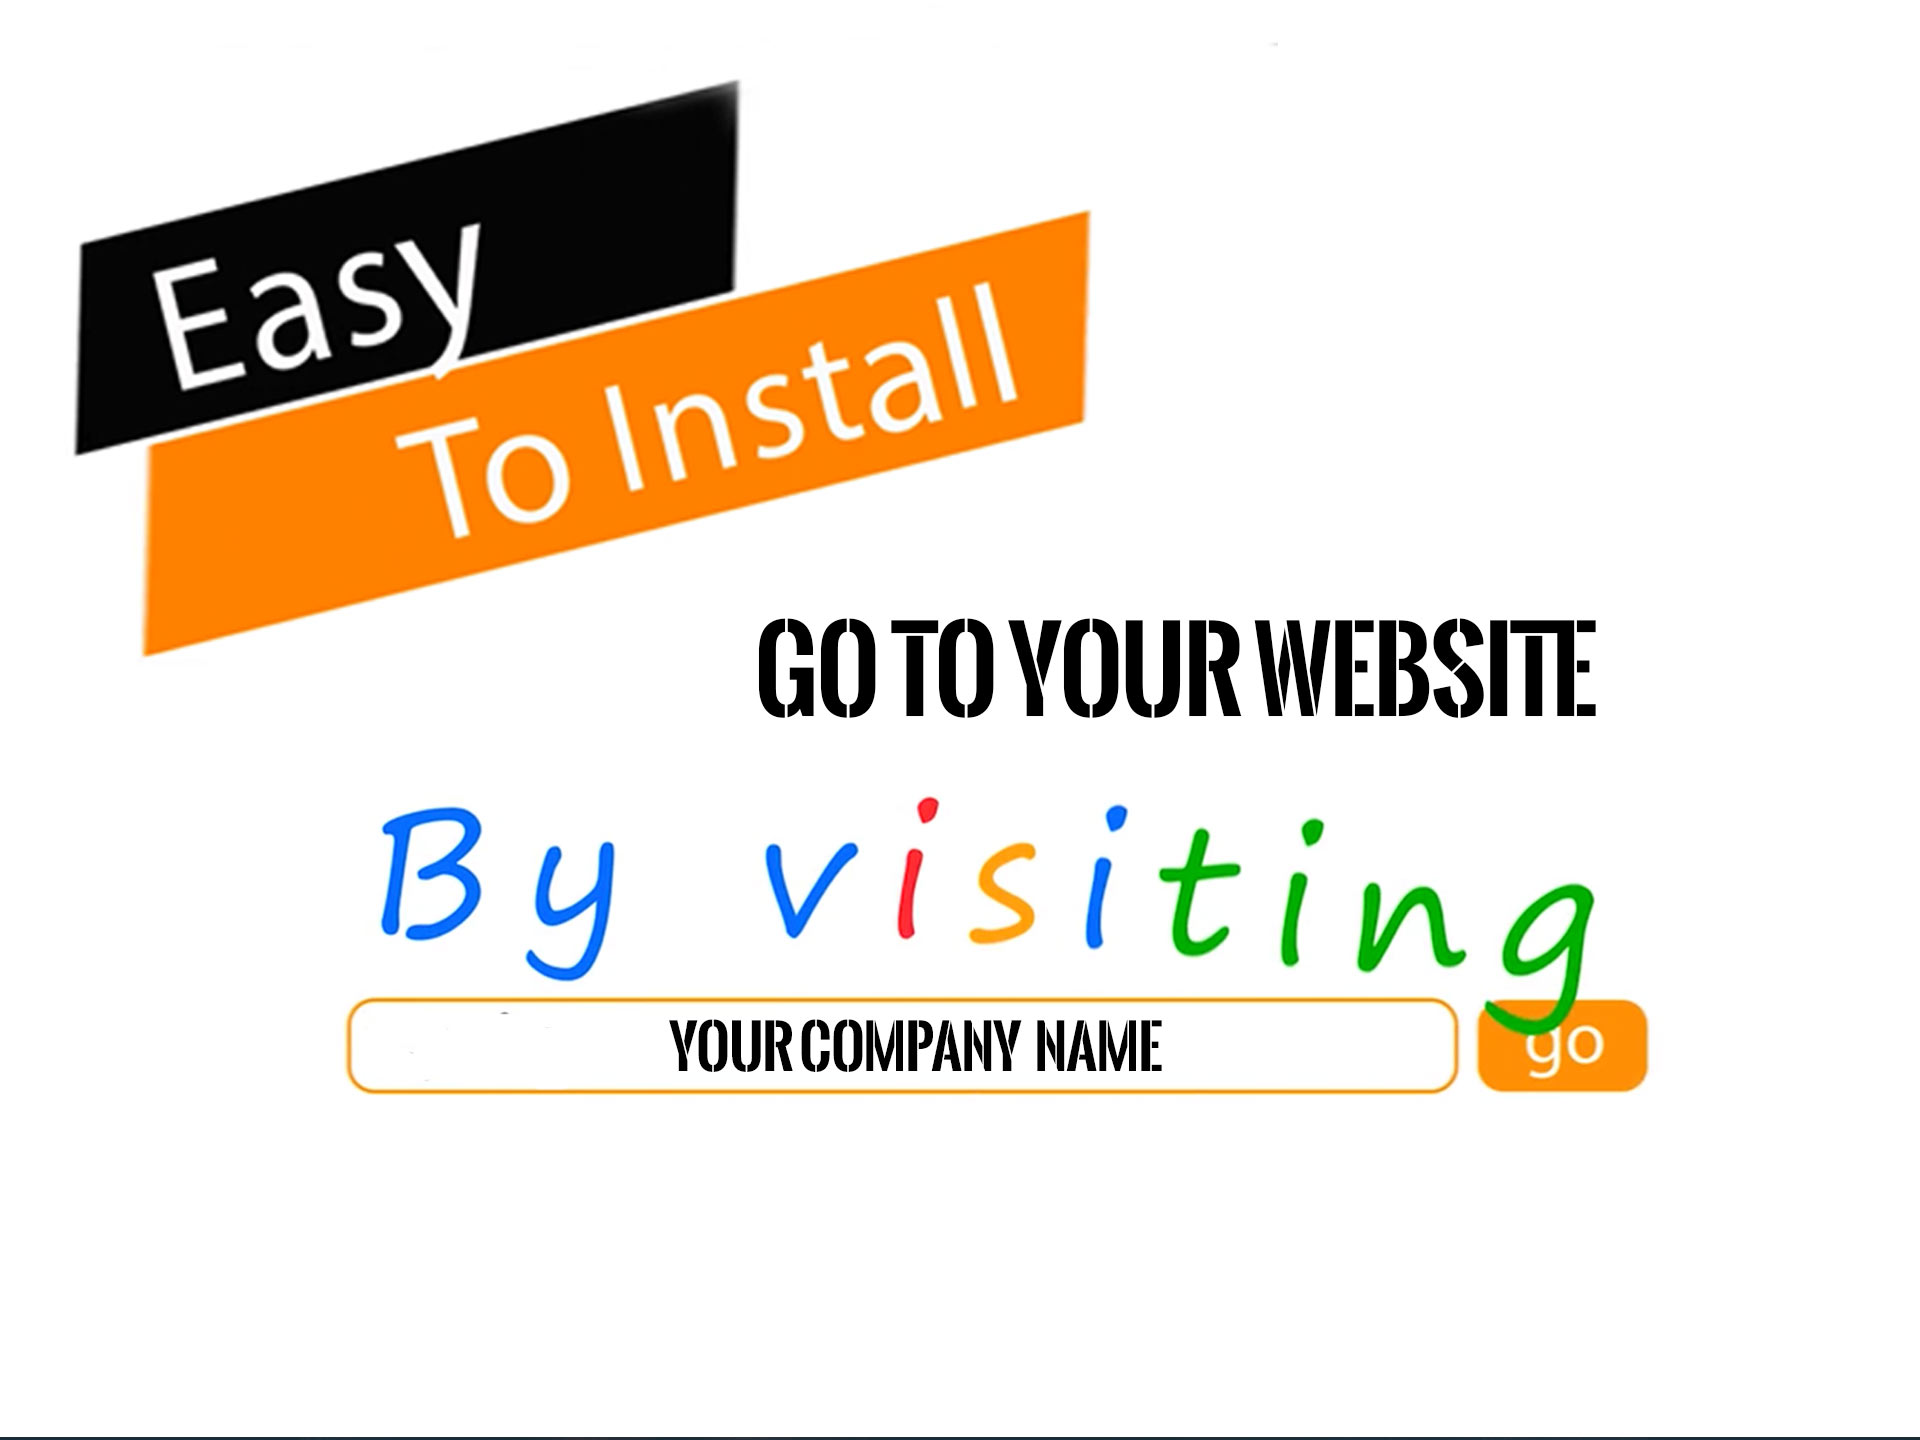 Easy
To Install
GO TO YOUR WEBSITE
By visiting
YOUR COMPANY NAME
go